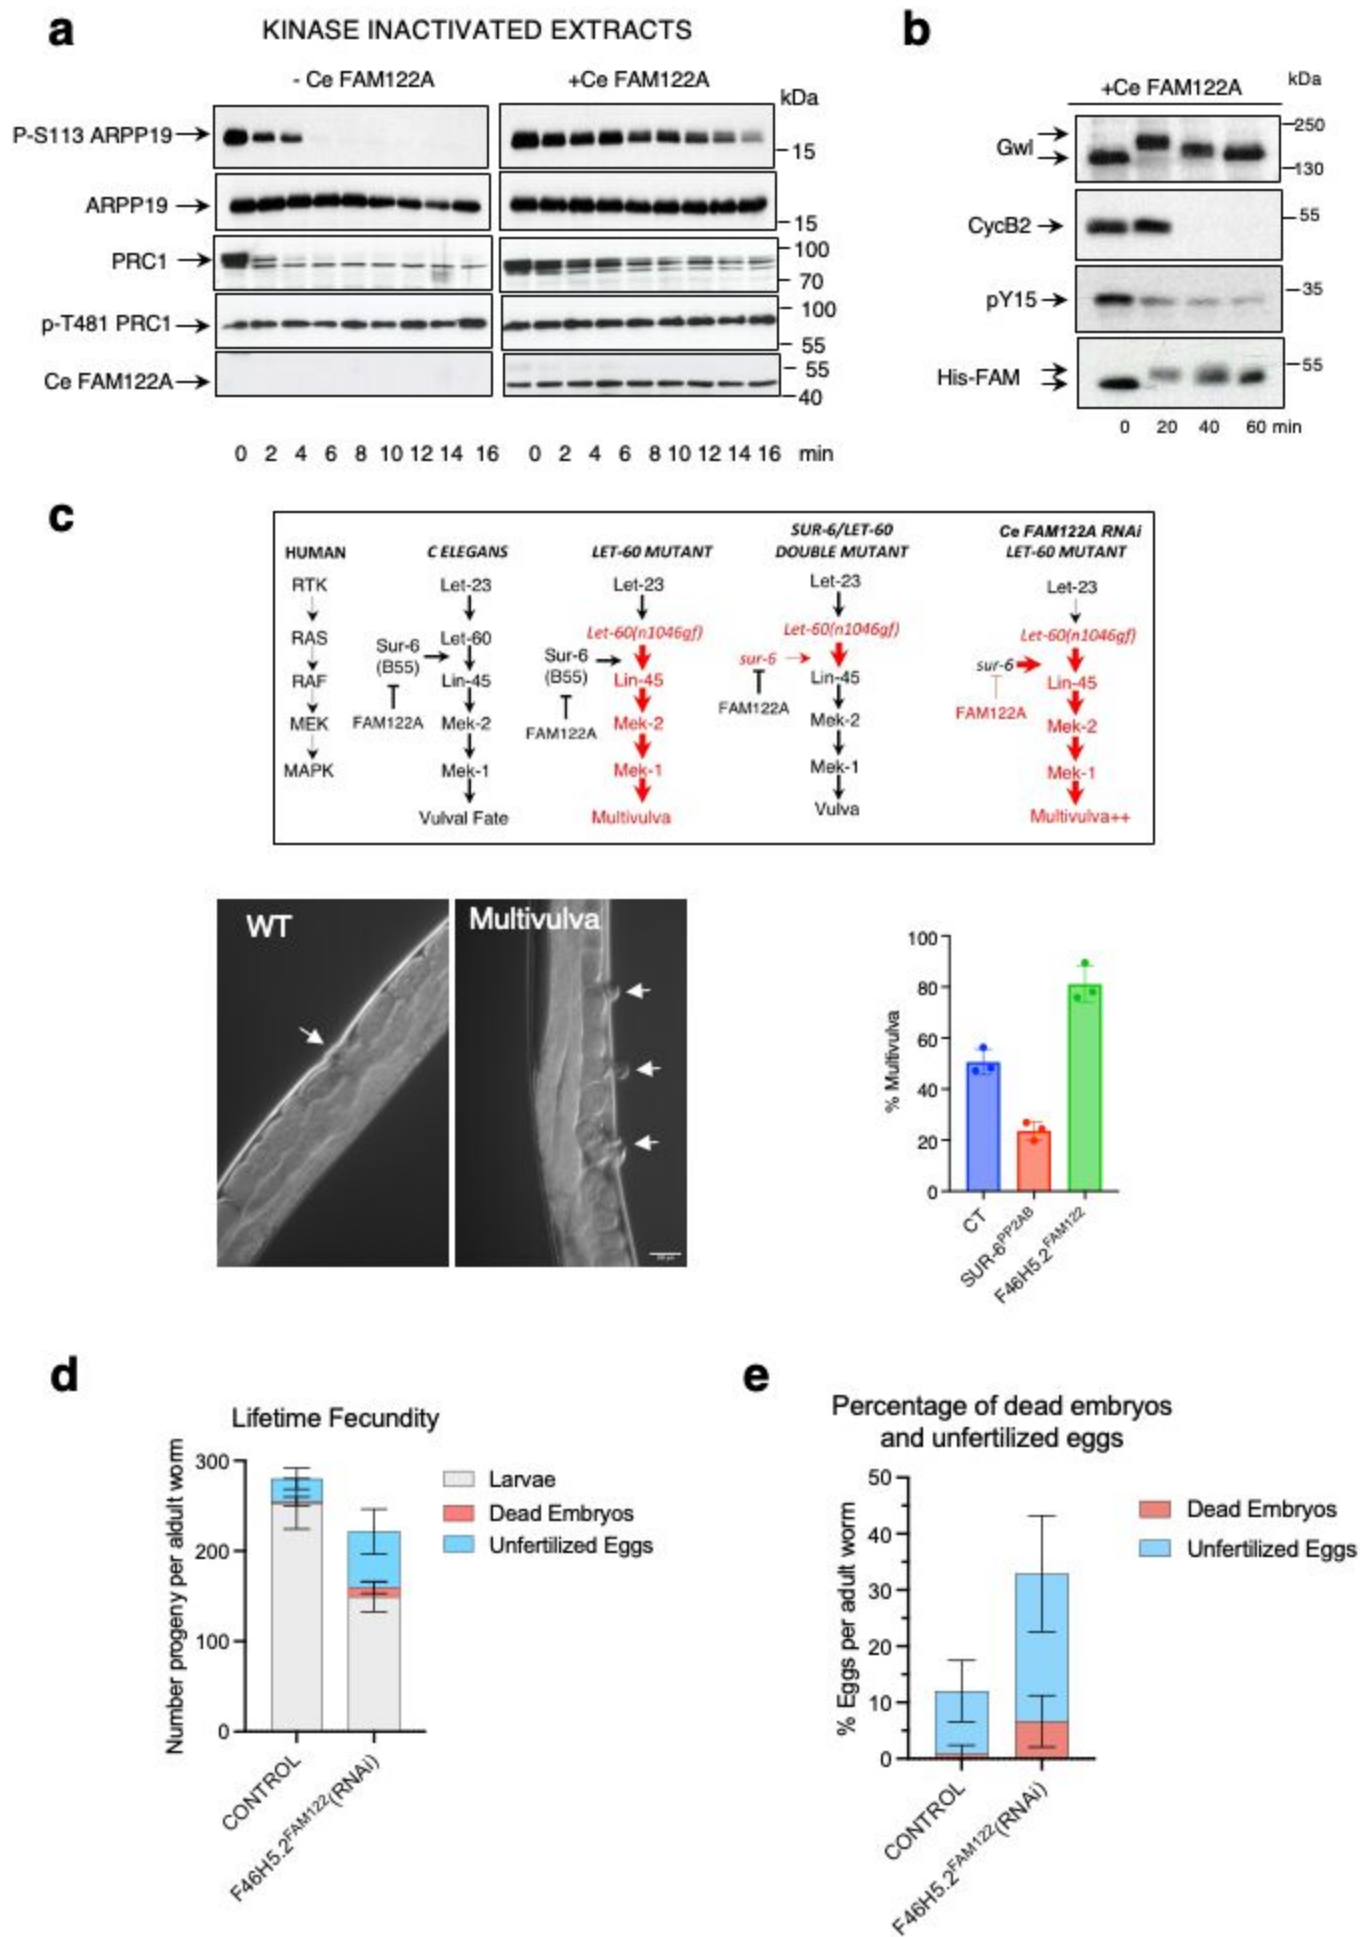 a
KINASE INACTIVATED EXTRACTS
- Ce FAM122A
+Ce FAM122A
kDa
P-S113 ARPP19
15
ARPP19
15
PRC1
100
70
p-T481 PRC1
100
55
Ce FAM122A
55
40
0 2 4 6 8 10 12 14 16
0 2 4 6 8 10 12 14 16 min
b
+Ce FAM122A
kDa
Gwl
250
130
CycB2
55
pY15
35
His-FAM
55
0 20 40 60 min
c
HUMAN
RTK
RAS
RAF
MEK
MAPK
C ELEGANS
Let-23
Let-60
Sur-6
(B55)
Lin-45
FAM122A
Mek-2
Mek-1
Vulval Fate
LET-60 MUTANT
Let-23
Let-60(n1046gf)
Sur-6
(B55)
Lin-45
FAM122A
Mek-2
Mek-1
Multivulva
SUR-6/LET-60
DOUBLE MUTANT
Let-23
Let-60(n1046gf)
sur-6
Lin-45
FAM122A
Mek-2
Mek-1
Vulva
Ce FAM122A RNAi
LET-60 MUTANT
Let-23
Let-60(n1046gf)
sur-6
Lin-45
FAM122A
Mek-2
Mek-1
Multivulva++
WT
Multivulva
% Multivulva
100
80
60
40
20
0
CT
SUR-6PP2AB
F46H5.2FAM122
d
Lifetime Fecundity
Number progeny per aldult worm
300
200
100
0
CONTROL
F46H5.2FAM122(RNAi)
Larvae
Dead Embryos
Unfertilized Eggs
e
Percentage of dead embryos
and unfertilized eggs
% Eggs per adult worm
50
40
30
20
10
0
CONTROL
F46H5.2FAM122(RNAi)
Dead Embryos
Unfertilized Eggs